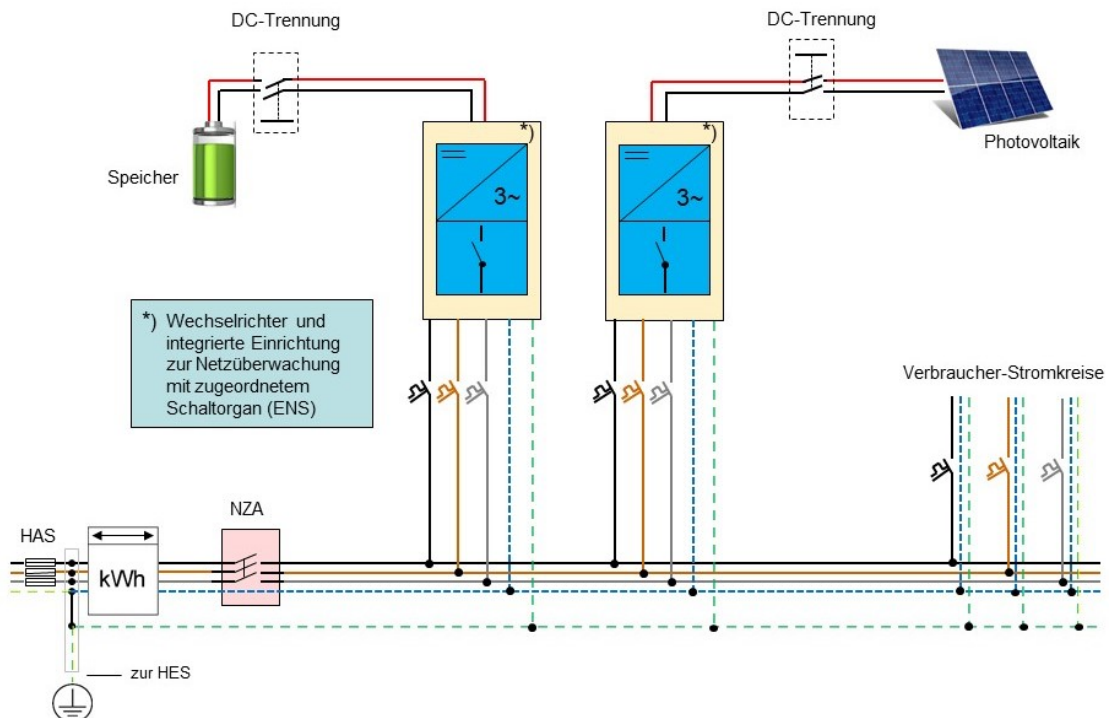 DC-Trennung
DC-Trennung
Photovoltaik
Speicher
*)
3~
*)
3~
*) Wechselrichter und
integrierte Einrichtung
zur Netzüberwachung
mit zugeordnetem
Schaltorgan (ENS)
Verbraucher-Stromkreise
HAS
NZA
kWh
zur HES